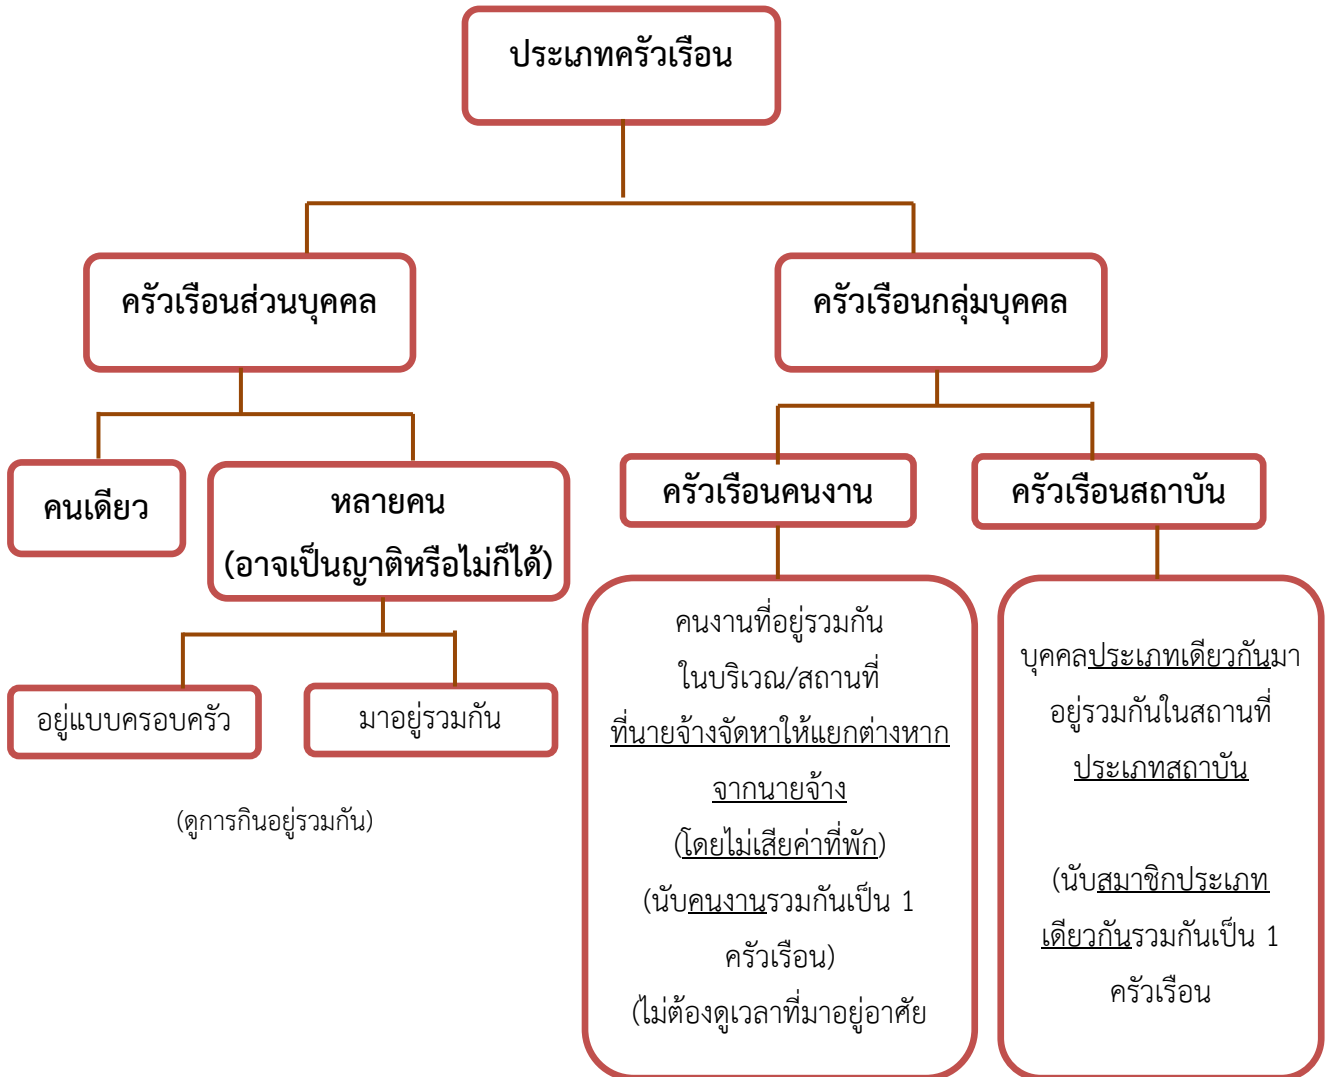 ประเภทครัวเรือน
ครัวเรือนส่วนบุคคล
ครัวเรือนกลุ่มบุคคล
คนเดียว
หลายคน
(อาจเป็นญาติหรือไม่ก็ได้)
ครัวเรือนคนงาน
ครัวเรือนสถาบัน
อยู่แบบครอบครัว
มาอยู่รวมกัน
(ดูการกินอยู่รวมกัน)
คนงานที่อยู่รวมกัน
ในบริเวณ/สถานที่
ที่นายจ้างจัดหาให้แยกต่างหาก
จากนายจ้าง
(โดยไม่เสียค่าที่พัก)
(นับคนงานรวมกันเป็น 1
ครัวเรือน)
(ไม่ต้องดูเวลาที่มาอยู่อาศัย
บุคคลประเภทเดียวกันมา
อยู่รวมกันในสถานที่
ประเภทสถาบัน
(นับสมาชิกประเภท
เดียวกันรวมกันเป็น 1
ครัวเรือน